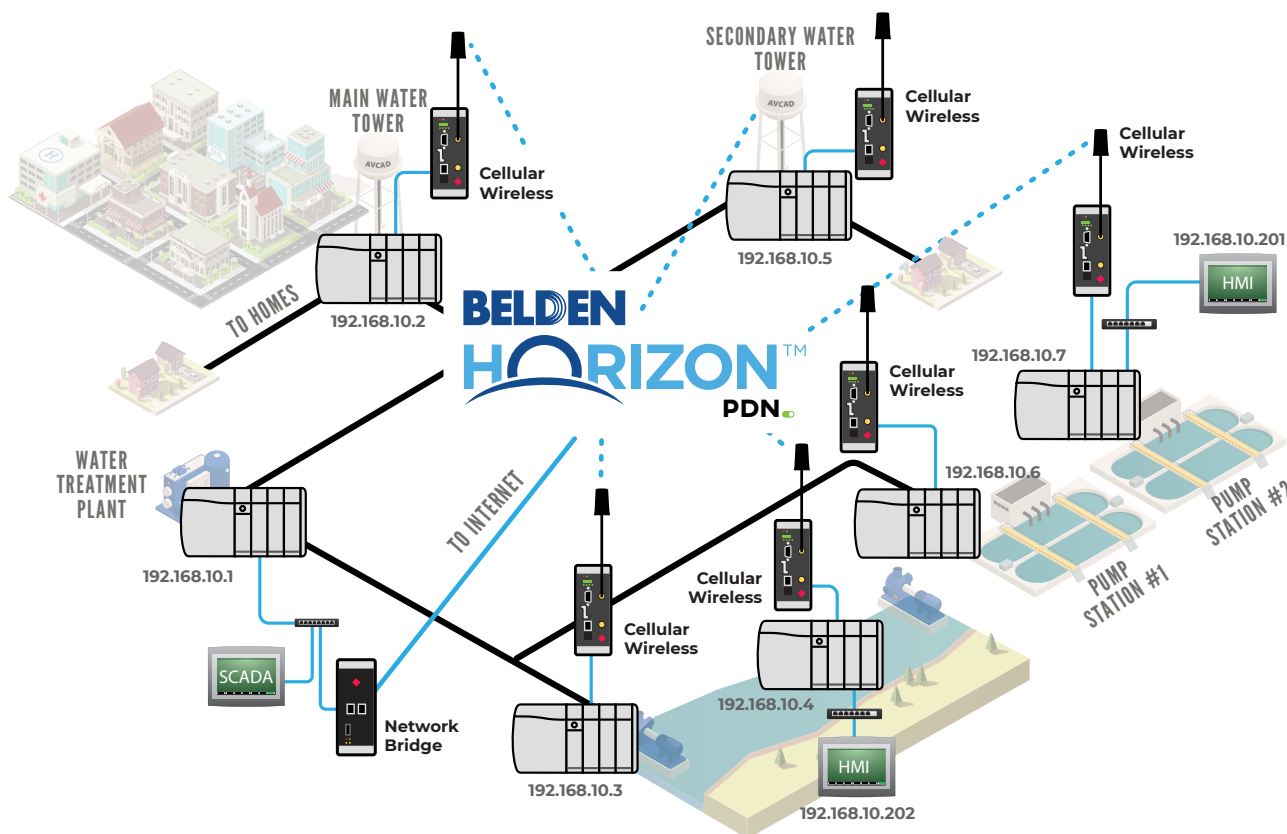 SECONDARY WATER
TOWER
Cellular
Wireless
AVCAD
MAIN WATER
TOWER
Cellular
Wireless
AVCAD
H
Cellular
Wireless
192.168.10.201
HMI
192.168.10.5
192.168.10.2
TO HOMES
BELDEN
HORIZON™
PDN
192.168.10.7
Cellular
Wireless
WATER
TREATMENT
PLANT
192.168.10.6
TO INTERNET
PUMP
STATION #2
PUMP
STATION #1
192.168.10.1
Cellular
Wireless
Cellular
Wireless
SCADA
Network
Bridge
192.168.10.4
192.168.10.3
HMI
192.168.10.202